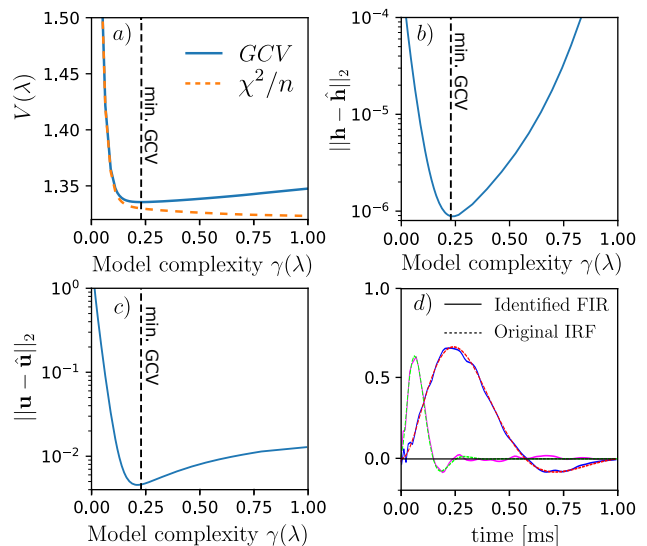 a)
GCV
χ²/n
min. GCV
V(λ)
1.50
1.45
1.40
1.35
0.00 0.25 0.50 0.75 1.00
Model complexity γ(λ)
b)
min. GCV
||h − ĥ||₂
10⁻⁴
10⁻⁵
10⁻⁶
0.00 0.25 0.50 0.75 1.00
Model complexity γ(λ)
c)
min. GCV
||u − û||₂
10⁰
10⁻¹
10⁻²
0.00 0.25 0.50 0.75 1.00
Model complexity γ(λ)
d)
Identified FIR
Original IRF
1.0
0.5
0.0
0.00 0.25 0.50 0.75 1.00
time [ms]